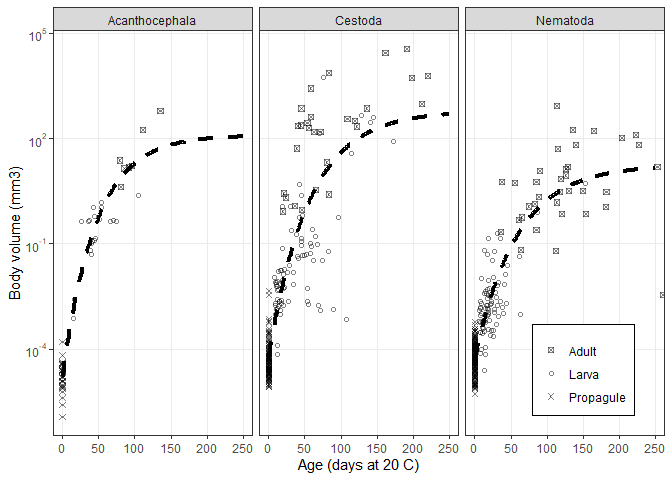 Acanthocephala Cestoda Nematoda
10^5
10^2
10^-1
10^-4
Body volume (mm3)
Adult
Larva
Propagule
0 50 100 150 200 250 0 50 100 150 200 250 0 50 100 150 200 250
Age (days at 20 C)